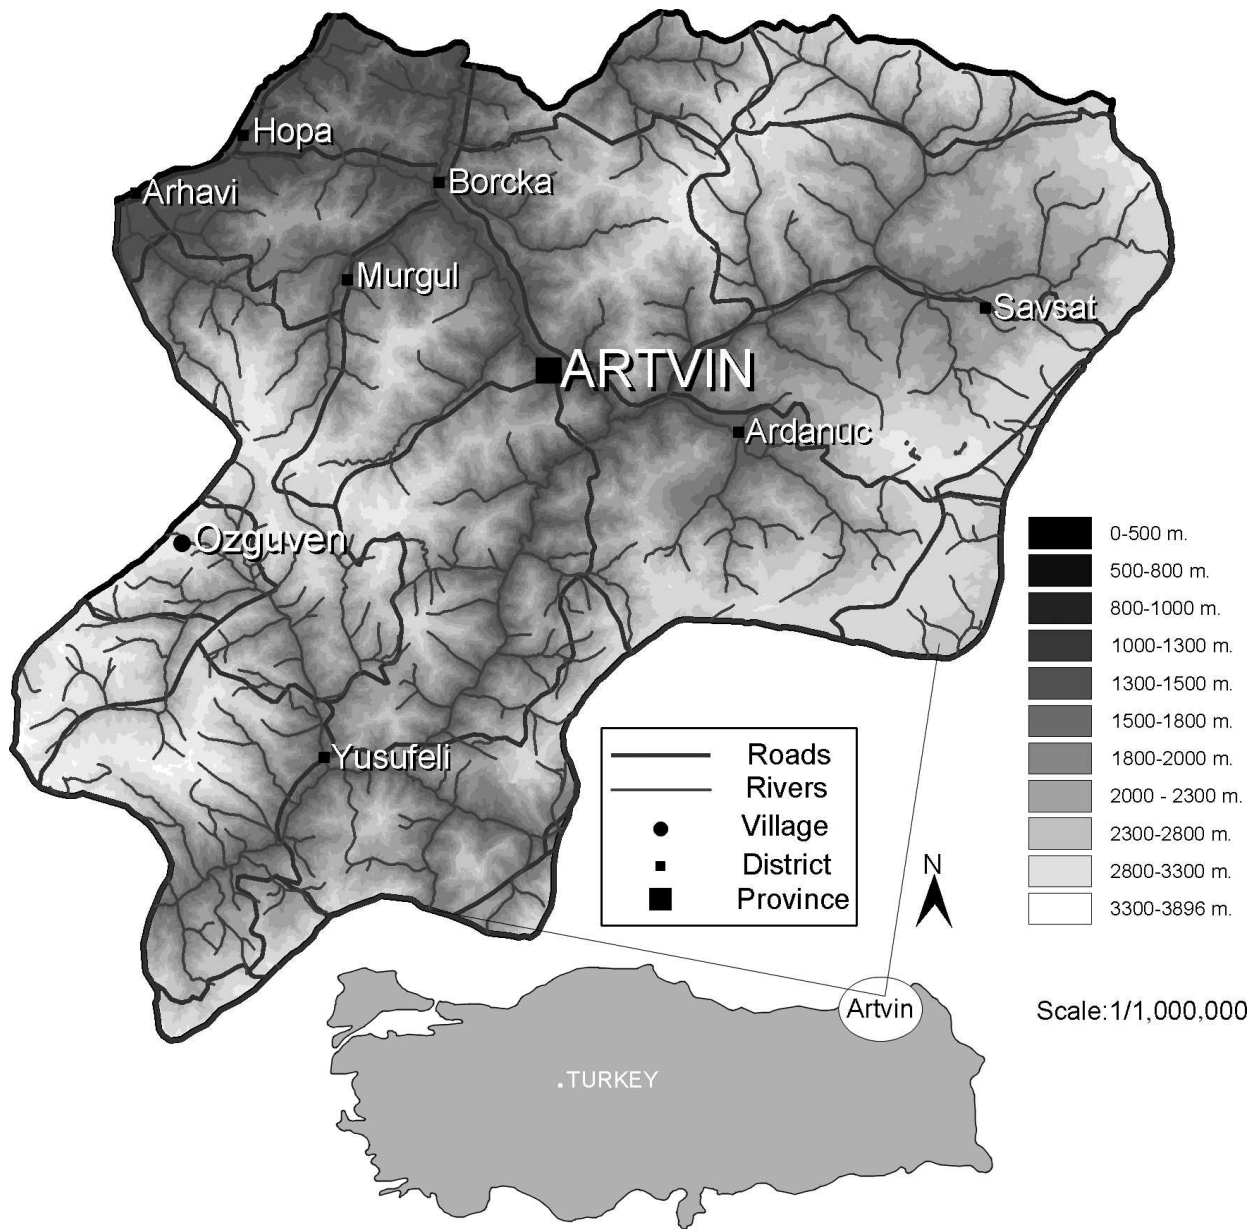 Hopa
Arhavi
Borcka
Murgul
Savsat
ARTVIN
Ardanuc
Ozguven
Yusufeli
0-500 m.
500-800 m.
800-1000 m.
1000-1300 m.
1300-1500 m.
1500-1800 m.
1800-2000 m.
2000 - 2300 m.
2300-2800 m.
2800-3300 m.
3300-3896 m.
Roads
Rivers
Village
District
Province
N
Artvin
Scale:1/1,000,000
.TURKEY